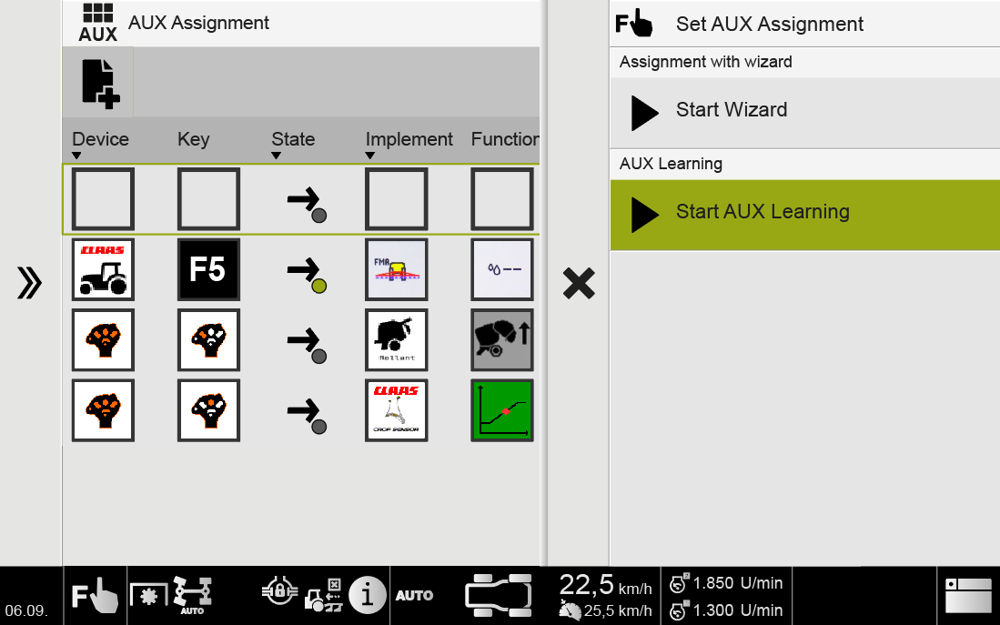 AUX
AUX Assignment
Device Key State Implement Function
CLAAS
F5
FMA
Rollant
CLAAS
CROP SENSOR
F
Set AUX Assignment
Assignment with wizard
Start Wizard
AUX Learning
Start AUX Learning
06.09.
F
AUTO
i
AUTO
22,5 km/h
25,5 km/h
2
1.850 U/min
1.300 U/min